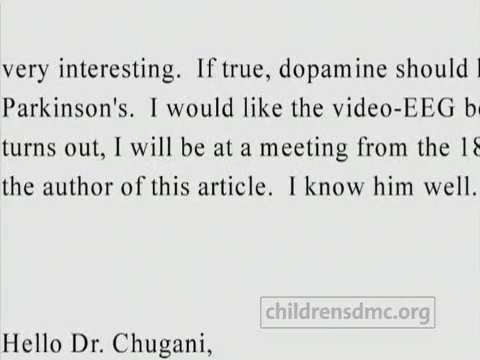 very interesting.  If true, dopamine should
Parkinson's.  I would like the video-EEG
turns out, I will be at a meeting from the
the author of this article.  I know him well.
childrensdmc.org
Hello Dr. Chugani,